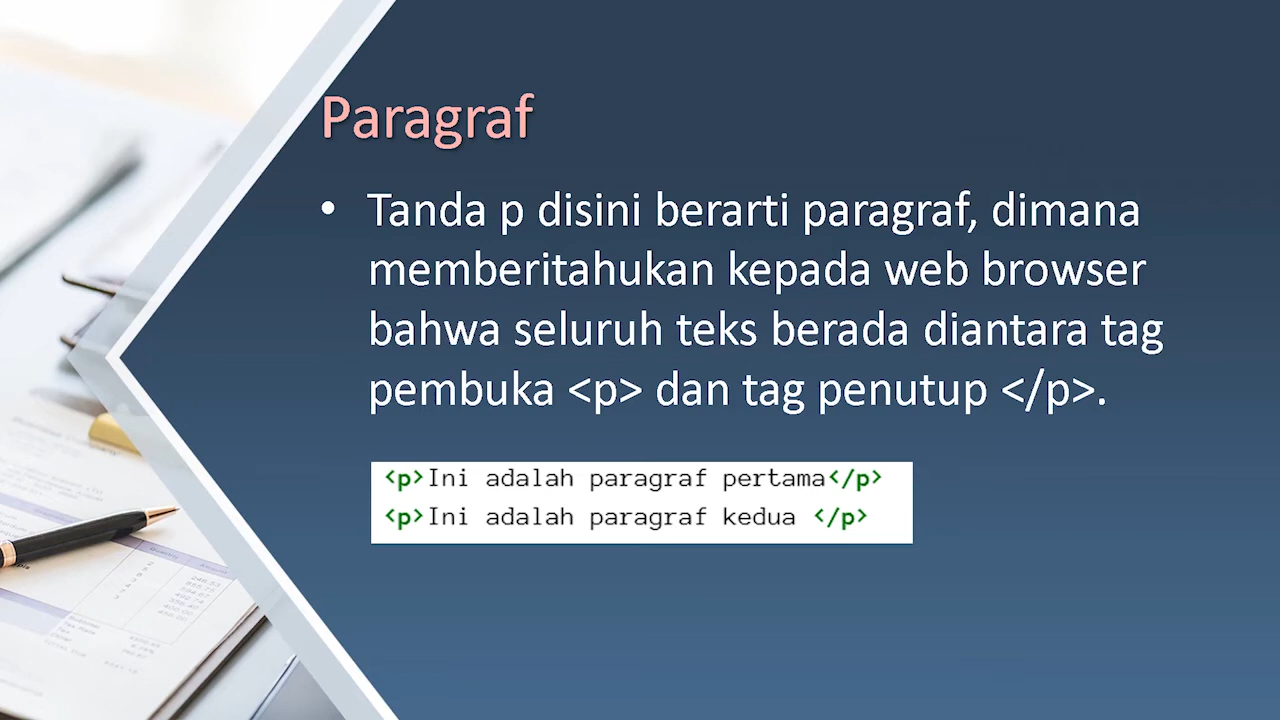 Paragraf
• Tanda p disini berarti paragraf, dimana
memberitahukan kepada web browser
bahwa seluruh teks berada diantara tag
pembuka <p> dan tag penutup </p>.
<p>Ini adalah paragraf pertama</p>
<p>Ini adalah paragraf kedua </p>